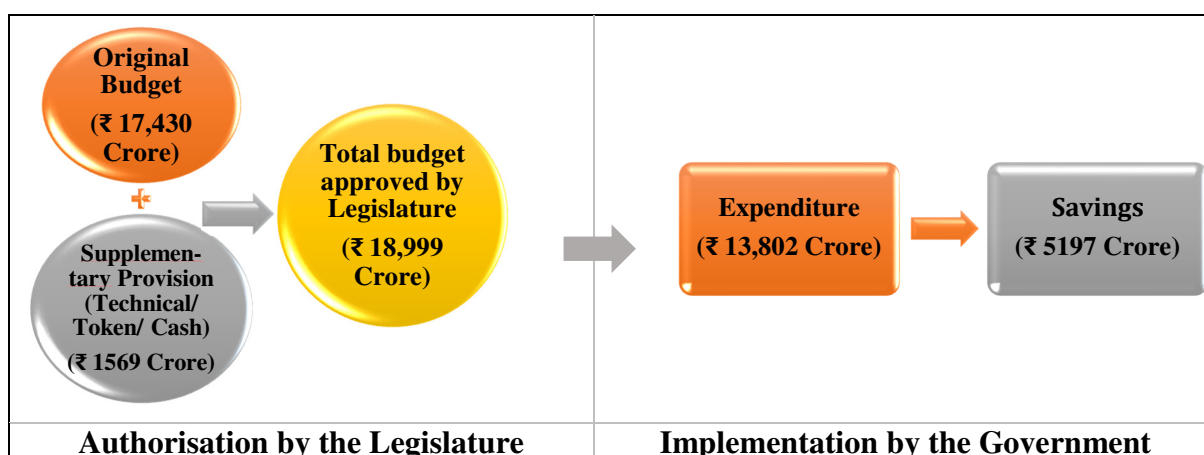 Original
Budget
(₹ 17,430
Crore)
+
Supplemen-
tary Provision
(Technical/
Token/ Cash)
(₹ 1569 Crore)
Total budget
approved by
Legislature
(₹ 18,999
Crore)
Expenditure
(₹ 13,802 Crore)
Savings
(₹ 5197 Crore)
Authorisation by the Legislature
Implementation by the Government